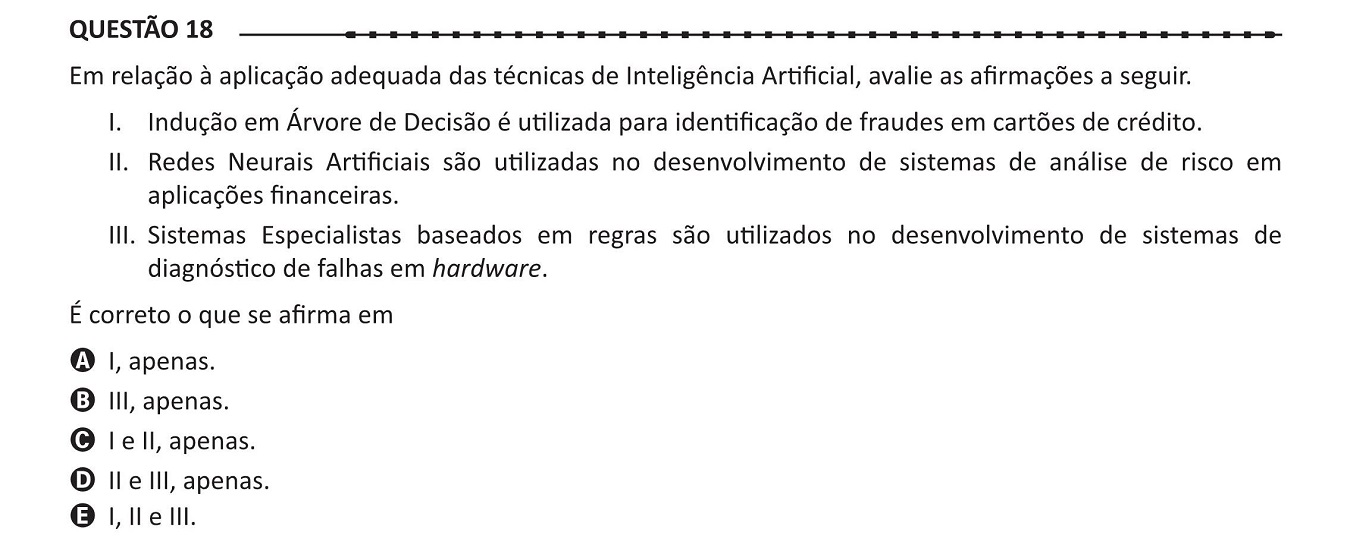 QUESTÃO 18
Em relação à aplicação adequada das técnicas de Inteligência Artificial, avalie as afirmações a seguir.
I. Indução em Árvore de Decisão é utilizada para identificação de fraudes em cartões de crédito.
II. Redes Neurais Artificiais são utilizadas no desenvolvimento de sistemas de análise de risco em
aplicações financeiras.
III. Sistemas Especialistas baseados em regras são utilizados no desenvolvimento de sistemas de
diagnóstico de falhas em hardware.
É correto o que se afirma em
A I, apenas.
B III, apenas.
C I e II, apenas.
D II e III, apenas.
E I, II e III.